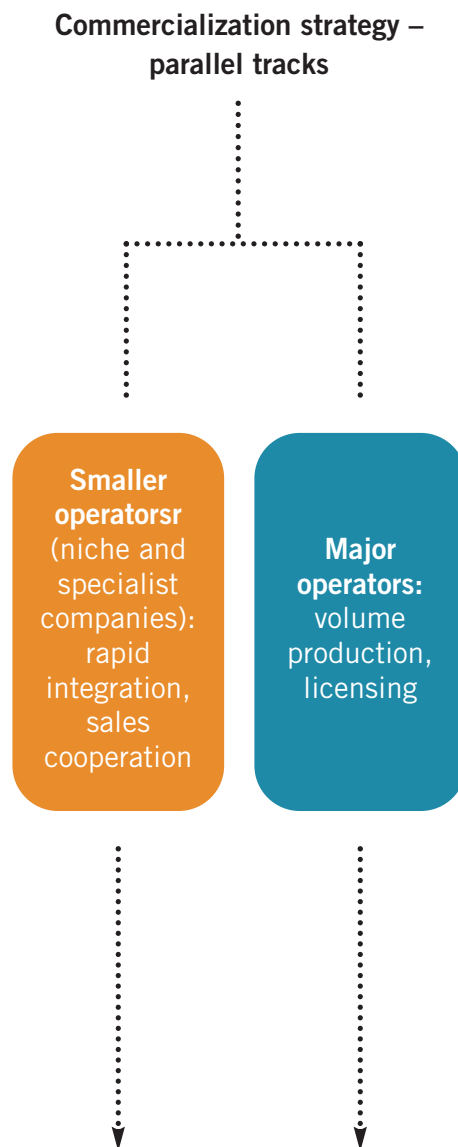 Commercialization strategy –
parallel tracks
Smaller
operatorsr
(niche and
specialist
companies):
rapid
integration,
sales
cooperation
Major
operators:
volume
production,
licensing